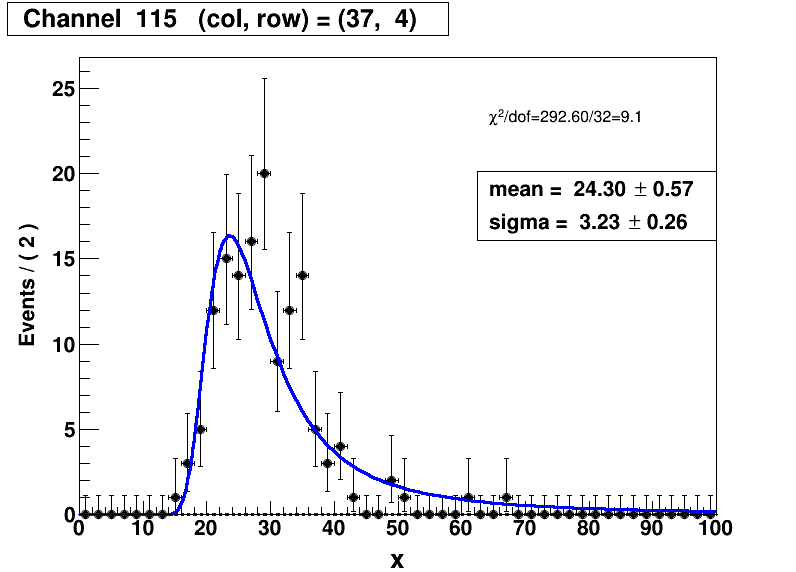 Channel 115 (col, row) = (37, 4)
χ²/dof=292.60/32=9.1
mean = 24.30 ± 0.57
sigma = 3.23 ± 0.26
Events / ( 2 )
25
20
15
10
5
0
0 10 20 30 40 50 60 70 80 90 100
x